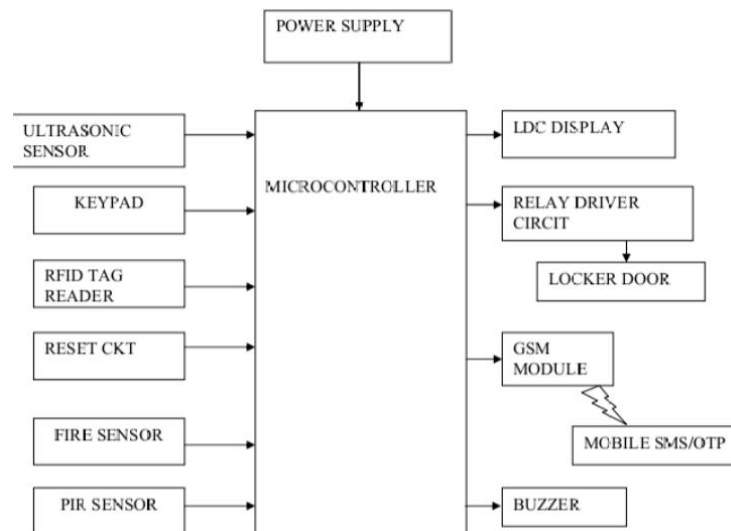 POWER SUPPLY
ULTRASONIC
SENSOR
KEYPAD
RFID TAG
READER
RESET CKT
FIRE SENSOR
PIR SENSOR
MICROCONTROLLER
LDC DISPLAY
RELAY DRIVER
CIRCIT
LOCKER DOOR
GSM
MODULE
MOBILE SMS/OTP
BUZZER